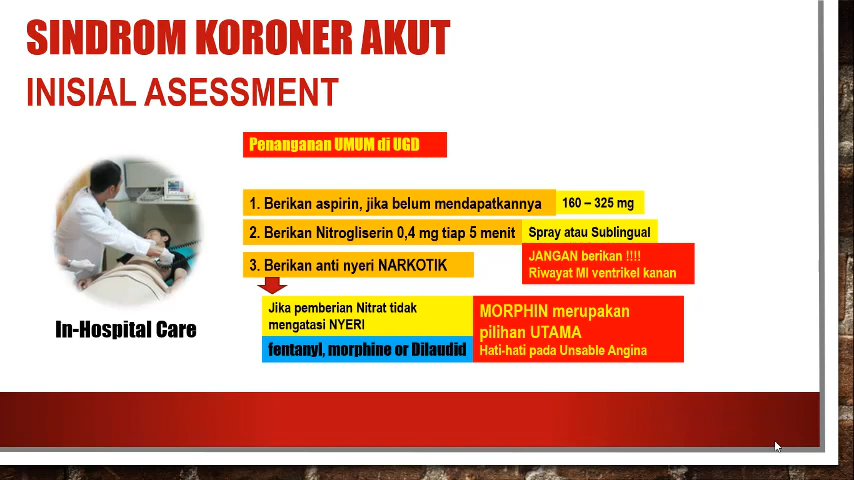 SINDROM KORONER AKUT
INISIAL ASESSMENT
Penanganan UMUM di UGD
1. Berikan aspirin, jika belum mendapatkannya
160 – 325 mg
2. Berikan Nitrogliserin 0,4 mg tiap 5 menit
Spray atau Sublingual
JANGAN berikan !!!!
Riwayat MI ventrikel kanan
3. Berikan anti nyeri NARKOTIK
Jika pemberian Nitrat tidak
mengatasi NYERI
fentanyl, morphine or Dilaudid
MORPHIN merupakan
pilihan UTAMA
Hati-hati pada Unsable Angina
In-Hospital Care